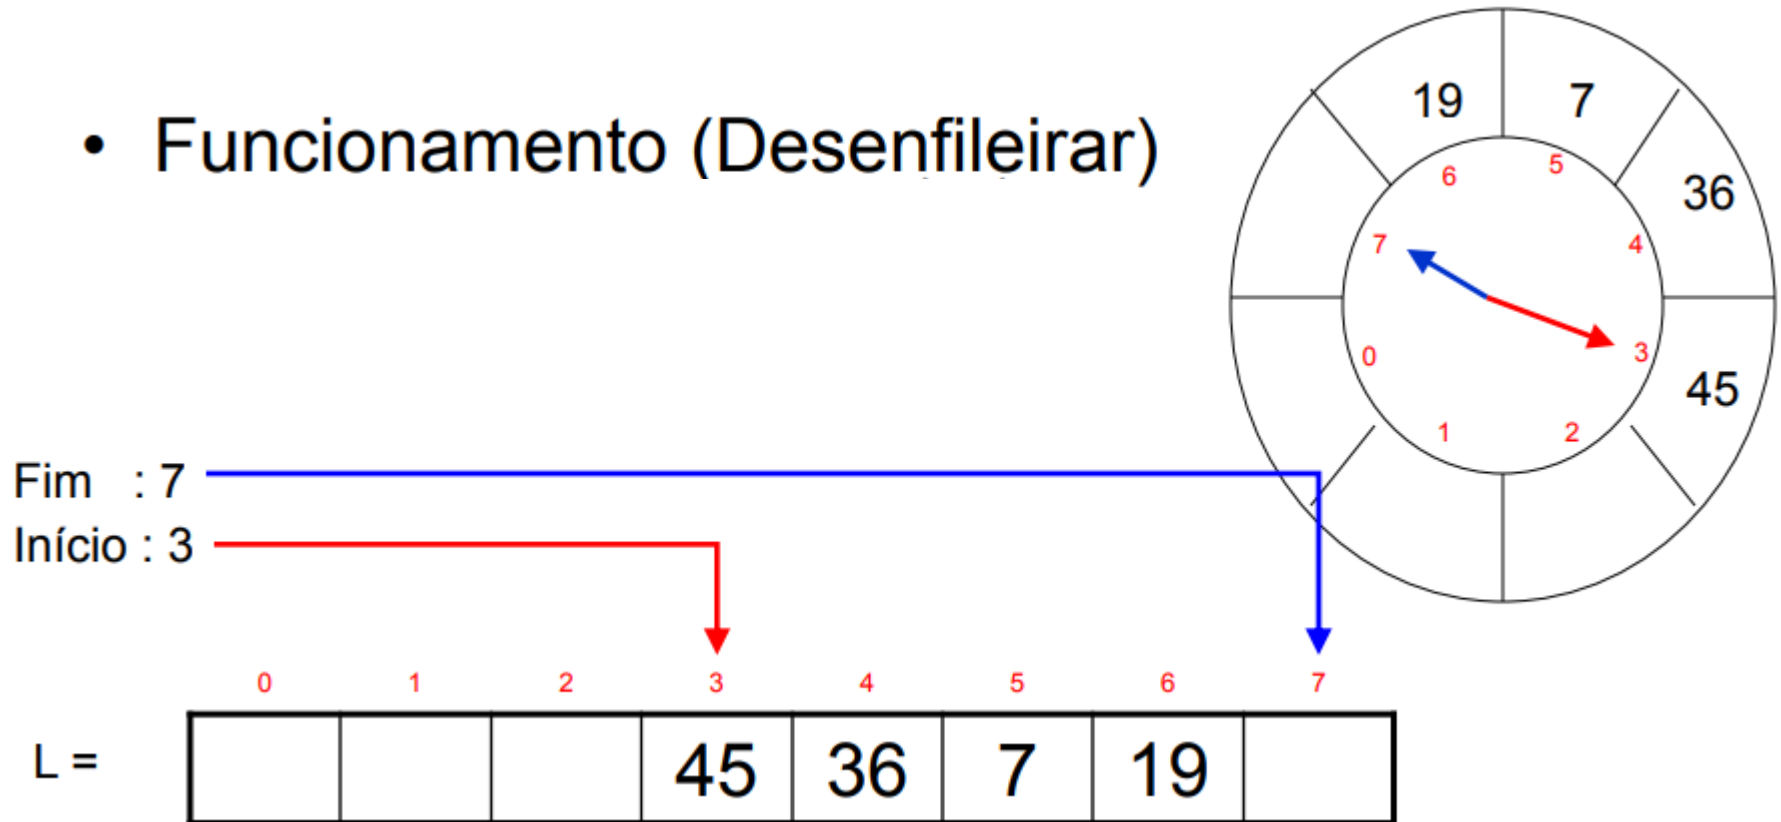 • Funcionamento (Desenfileirar)
19 7
6 5
36
7 4
0 3
45
1 2
Fim : 7
Início : 3
0 1 2 3 4 5 6 7
L = 45 36 7 19